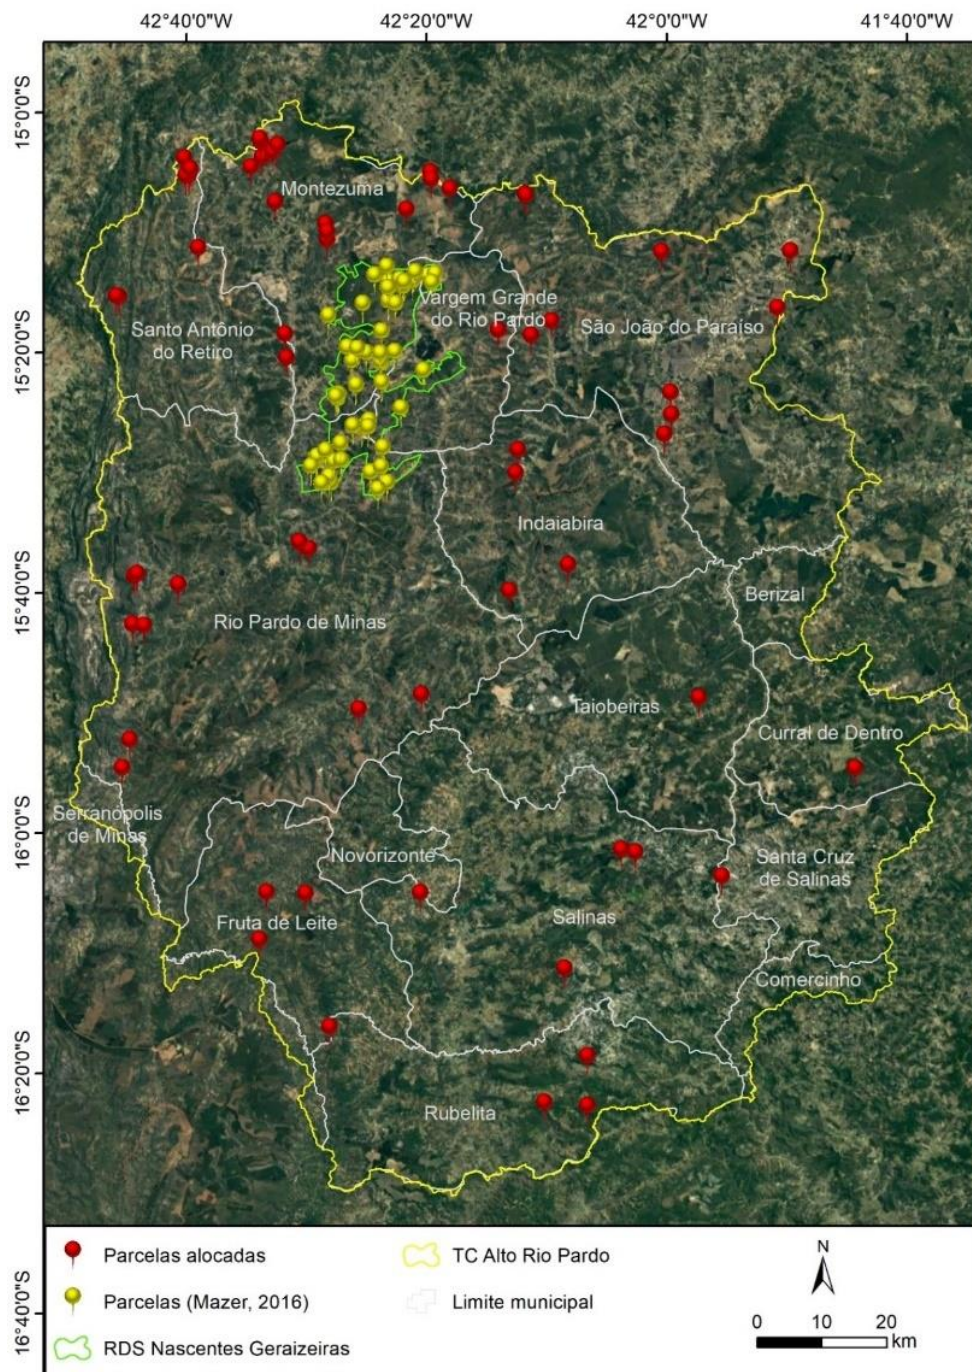 42°40'0"W 42°20'0"W 42°0'0"W 41°40'0"W
15°0'0"S
Montezuma
Vargem Grande
do Rio Pardo
São João do Paraíso
Santo Antônio
do Retiro
15°20'0"S
Indaiabira
15°40'0"S
Berizal
Rio Pardo de Minas
Taiobeiras
Curral de Dentro
Serranópolis
de Minas
16°0'0"S
Novorizonte
Santa Cruz
de Salinas
Fruta de Leite
Salinas
Comercinho
16°20'0"S
Rubelita
16°40'0"S
Parcelas alocadas
Parcelas (Mazer, 2016)
RDS Nascentes Geraizeiras
TC Alto Rio Pardo
Limite municipal
N
0 10 20
km